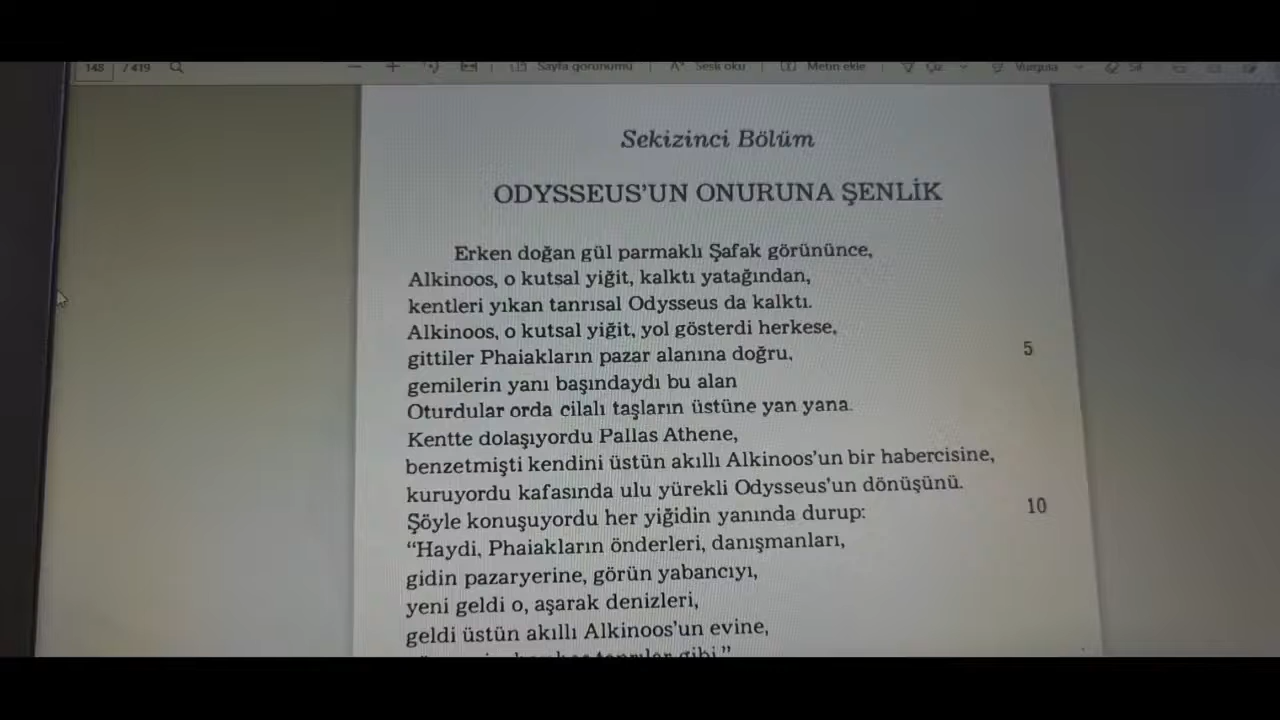 148 / 419 Sayfa görünümü Sesli oku Metin ekle Çiz Vurgula Sil
Sekizinci Bölüm
ODYSSEUS'UN ONURUNA ŞENLİK
Erken doğan gül parmaklı Şafak görününce,
Alkinoos, o kutsal yiğit, kalktı yatağından,
kentleri yıkan tanrısal Odysseus da kalktı.
Alkinoos, o kutsal yiğit, yol gösterdi herkese,
gittiler Phaiakların pazar alanına doğru, 5
gemilerin yanı başındaydı bu alan
Oturdular orda cilalı taşların üstüne yan yana.
Kentte dolaşıyordu Pallas Athene,
benzetmişti kendini üstün akıllı Alkinoos'un bir habercisine,
kuruyordu kafasında ulu yürekli Odysseus'un dönüşünü.
Şöyle konuşuyordu her yiğidin yanında durup: 10
“Haydi, Phaiakların önderleri, danışmanları,
gidin pazaryerine, görün yabancıyı,
yeni geldi o, aşarak denizleri,
geldi üstün akıllı Alkinoos'un evine,
tanrılar gibi.”